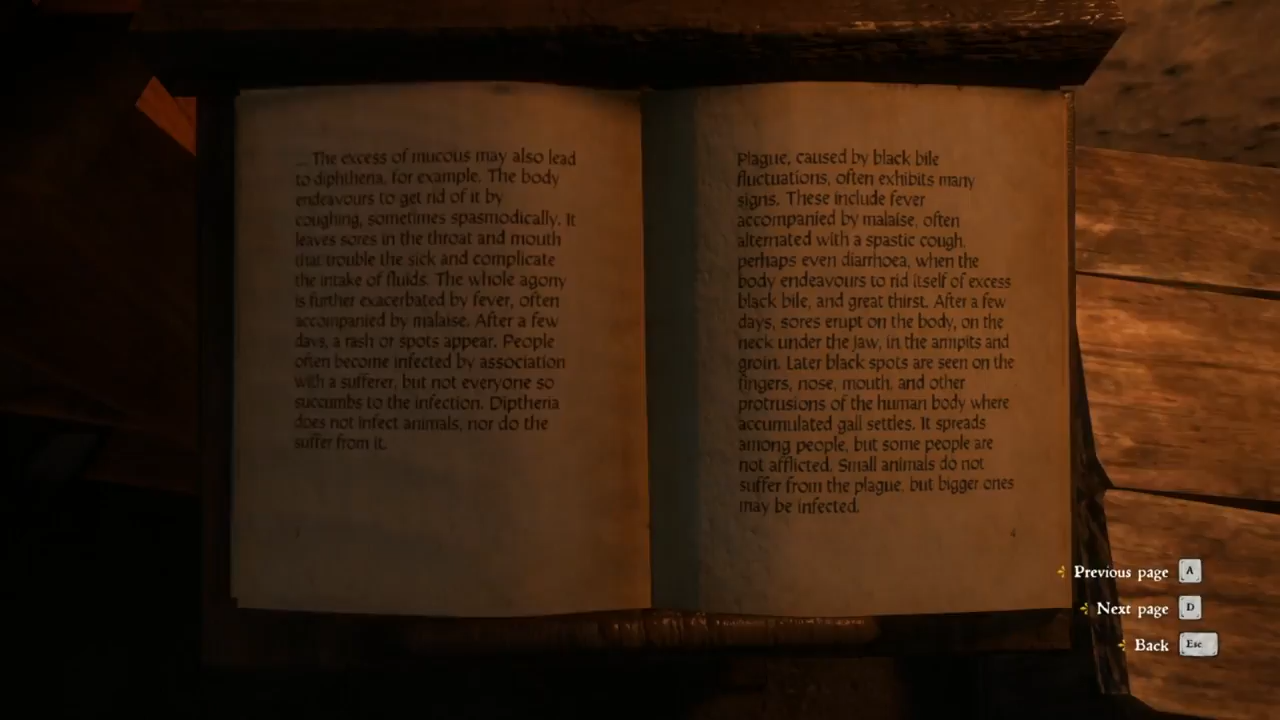 ... The excess of mucous may also lead
to diphtheria, for example. The body
endeavours to get rid of it by
coughing, sometimes spasmodically. It
leaves sores in the throat and mouth
that trouble the sick and complicate
the intake of fluids. The whole agony
is further exacerbated by fever, often
accompanied by malaise. After a few
days, a rash or spots appear. People
often become infected by association
with a sufferer, but not everyone so
succumbs to the infection. Diptheria
does not infect animals, nor do the
suffer from it.
Plague, caused by black bile
fluctuations, often exhibits many
signs. These include fever
accompanied by malaise, often
alternated with a spastic cough,
perhaps even diarrhoea, when the
body endeavours to rid itself of excess
black bile, and great thirst. After a few
days, sores erupt on the body, on the
neck under the jaw, in the armpits and
groin. Later black spots are seen on the
fingers, nose, mouth, and other
protrusions of the human body where
accumulated gall settles. It spreads
among people, but some people are
not afflicted. Small animals do not
suffer from the plague, but bigger ones
may be infected.
4
Previous page A
Next page D
Back Esc